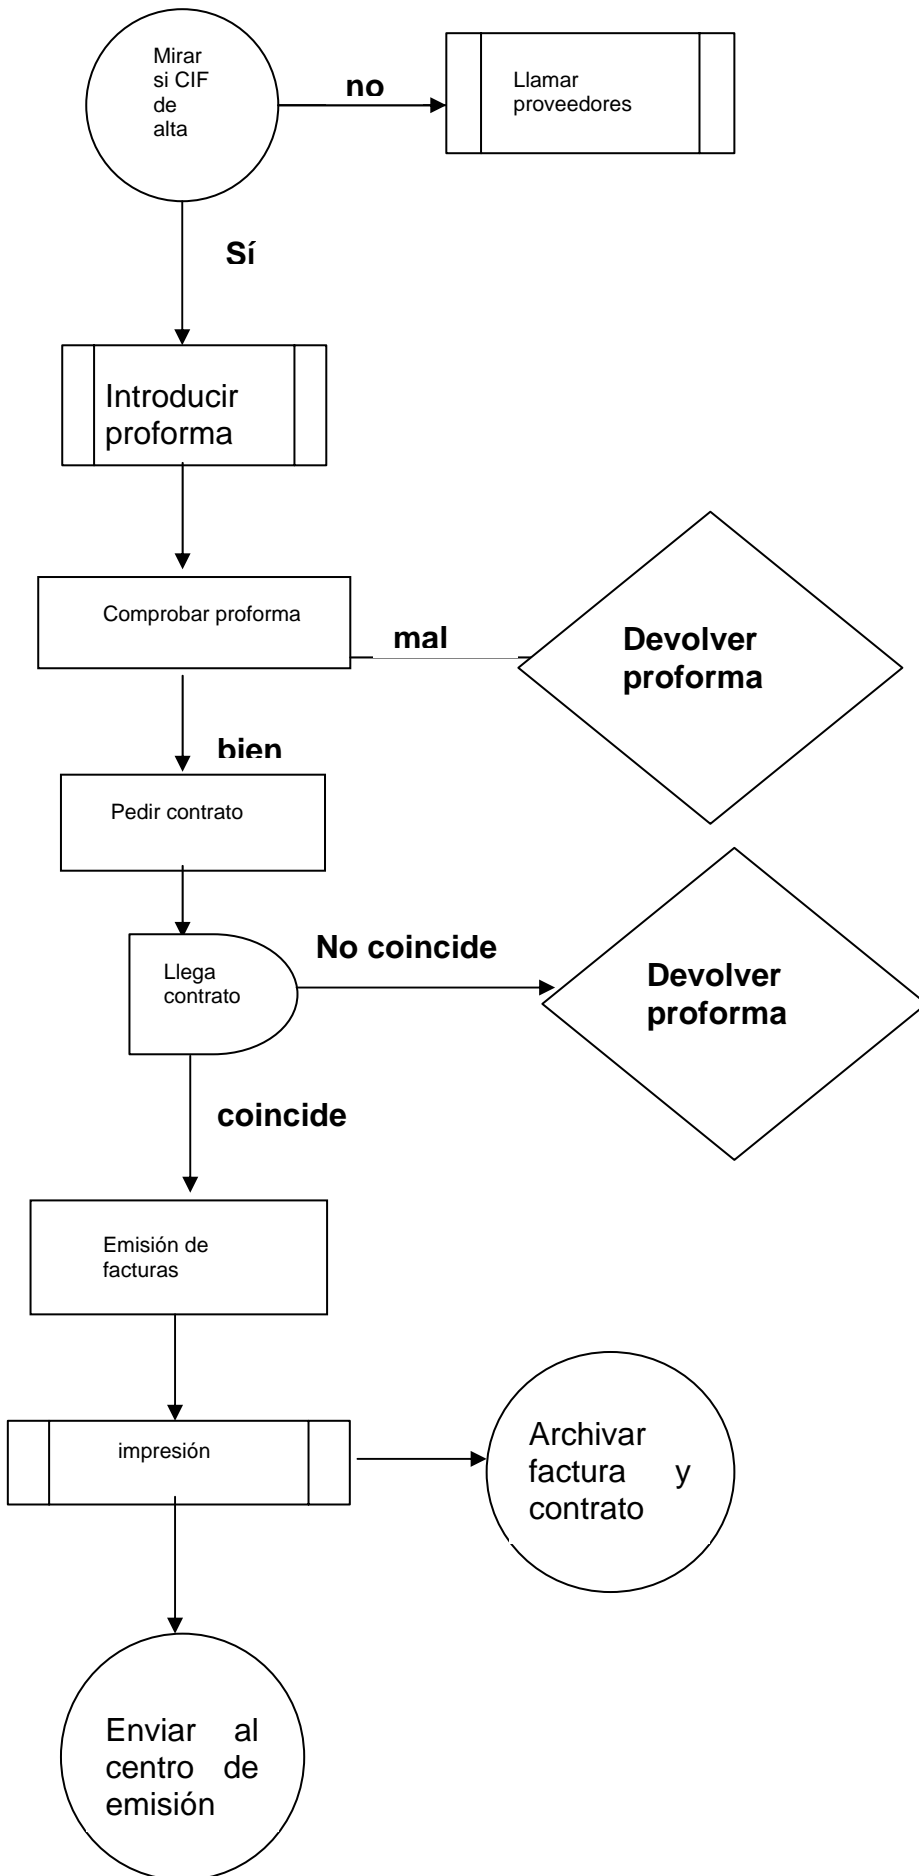 Mirar
si CIF
de
alta
no
Llamar
proveedores
Sí
Introducir
proforma
Comprobar proforma
mal
Devolver
proforma
bien
Pedir contrato
Llega
contrato
No coincide
Devolver
proforma
coincide
Emisión de
facturas
impresión
Archivar
factura y
contrato
Enviar al
centro de
emisión